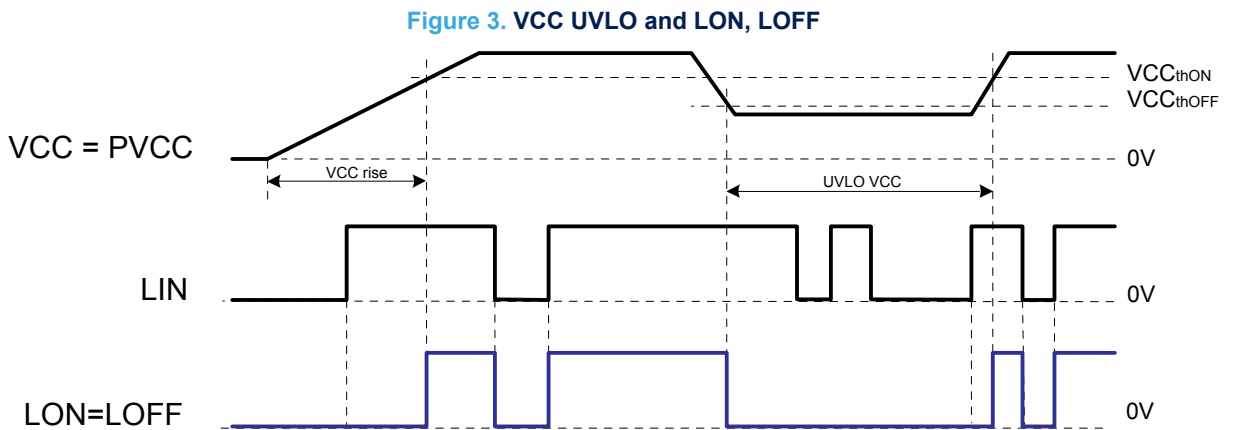 Figure 3. VCC UVLO and LON, LOFF
VCCthON
VCCthOFF
VCC = PVCC
0V
VCC rise
UVLO VCC
LIN
0V
LON=LOFF
0V